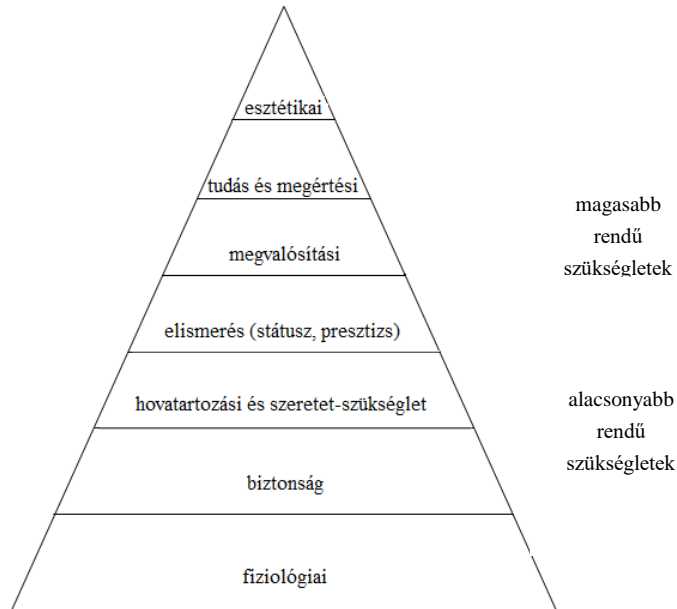 esztétikai
tudás és megértési
megvalósítási
elismerés (státusz, presztizs)
hovatartozási és szeretet-szükséglet
biztonság
fiziológiai
magasabb
rendű
szükségletek
alacsonyabb
rendű
szükségletek